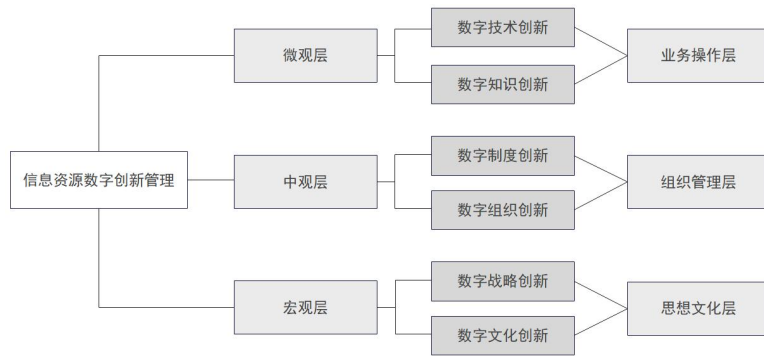 信息资源数字创新管理
微观层
数字技术创新
数字知识创新
业务操作层
中观层
数字制度创新
数字组织创新
组织管理层
宏观层
数字战略创新
数字文化创新
思想文化层